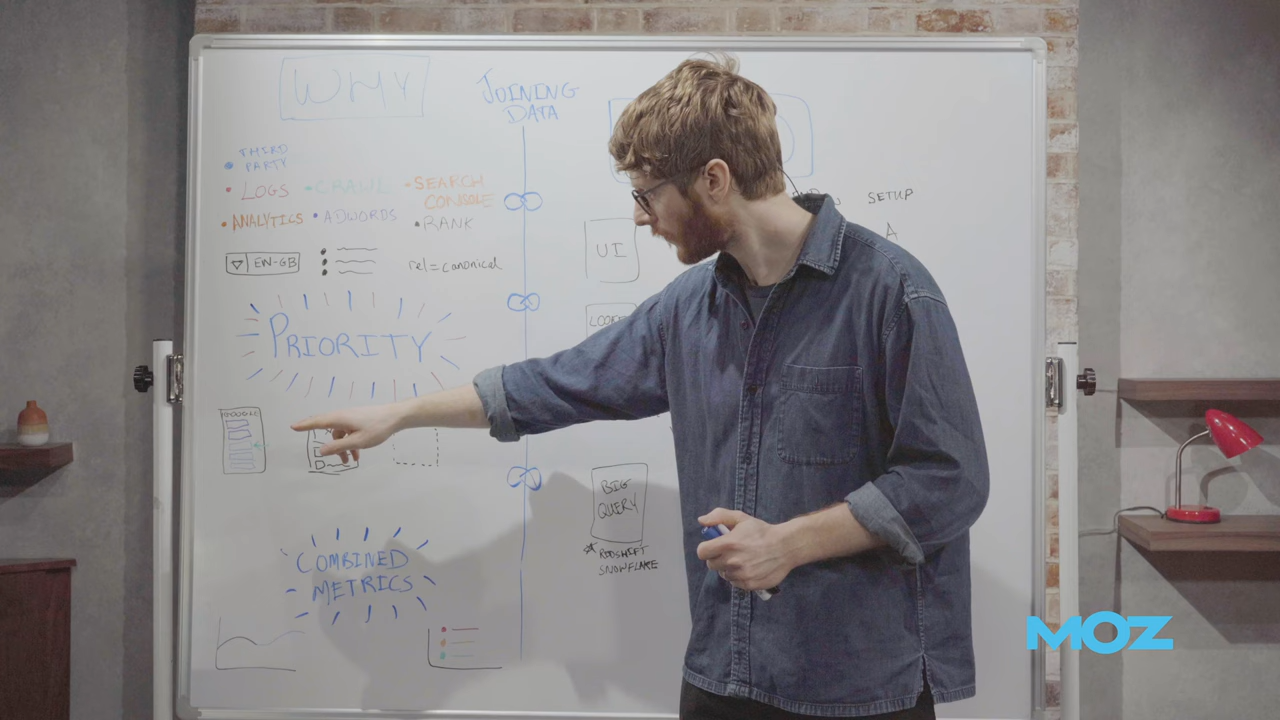 WHY
JOINING
DATA
THIRD
PARTY
LOGS
CRAWL
SEARCH
CONSOLE
ANALYTICS
ADWORDS
RANK
EN-GB
rel=canonical
PRIORITY
GOOGLE
COMBINED
METRICS
SETUP
A
UI
BIG
QUERY
* REDSHIFT
SNOWFLAKE
MOZ